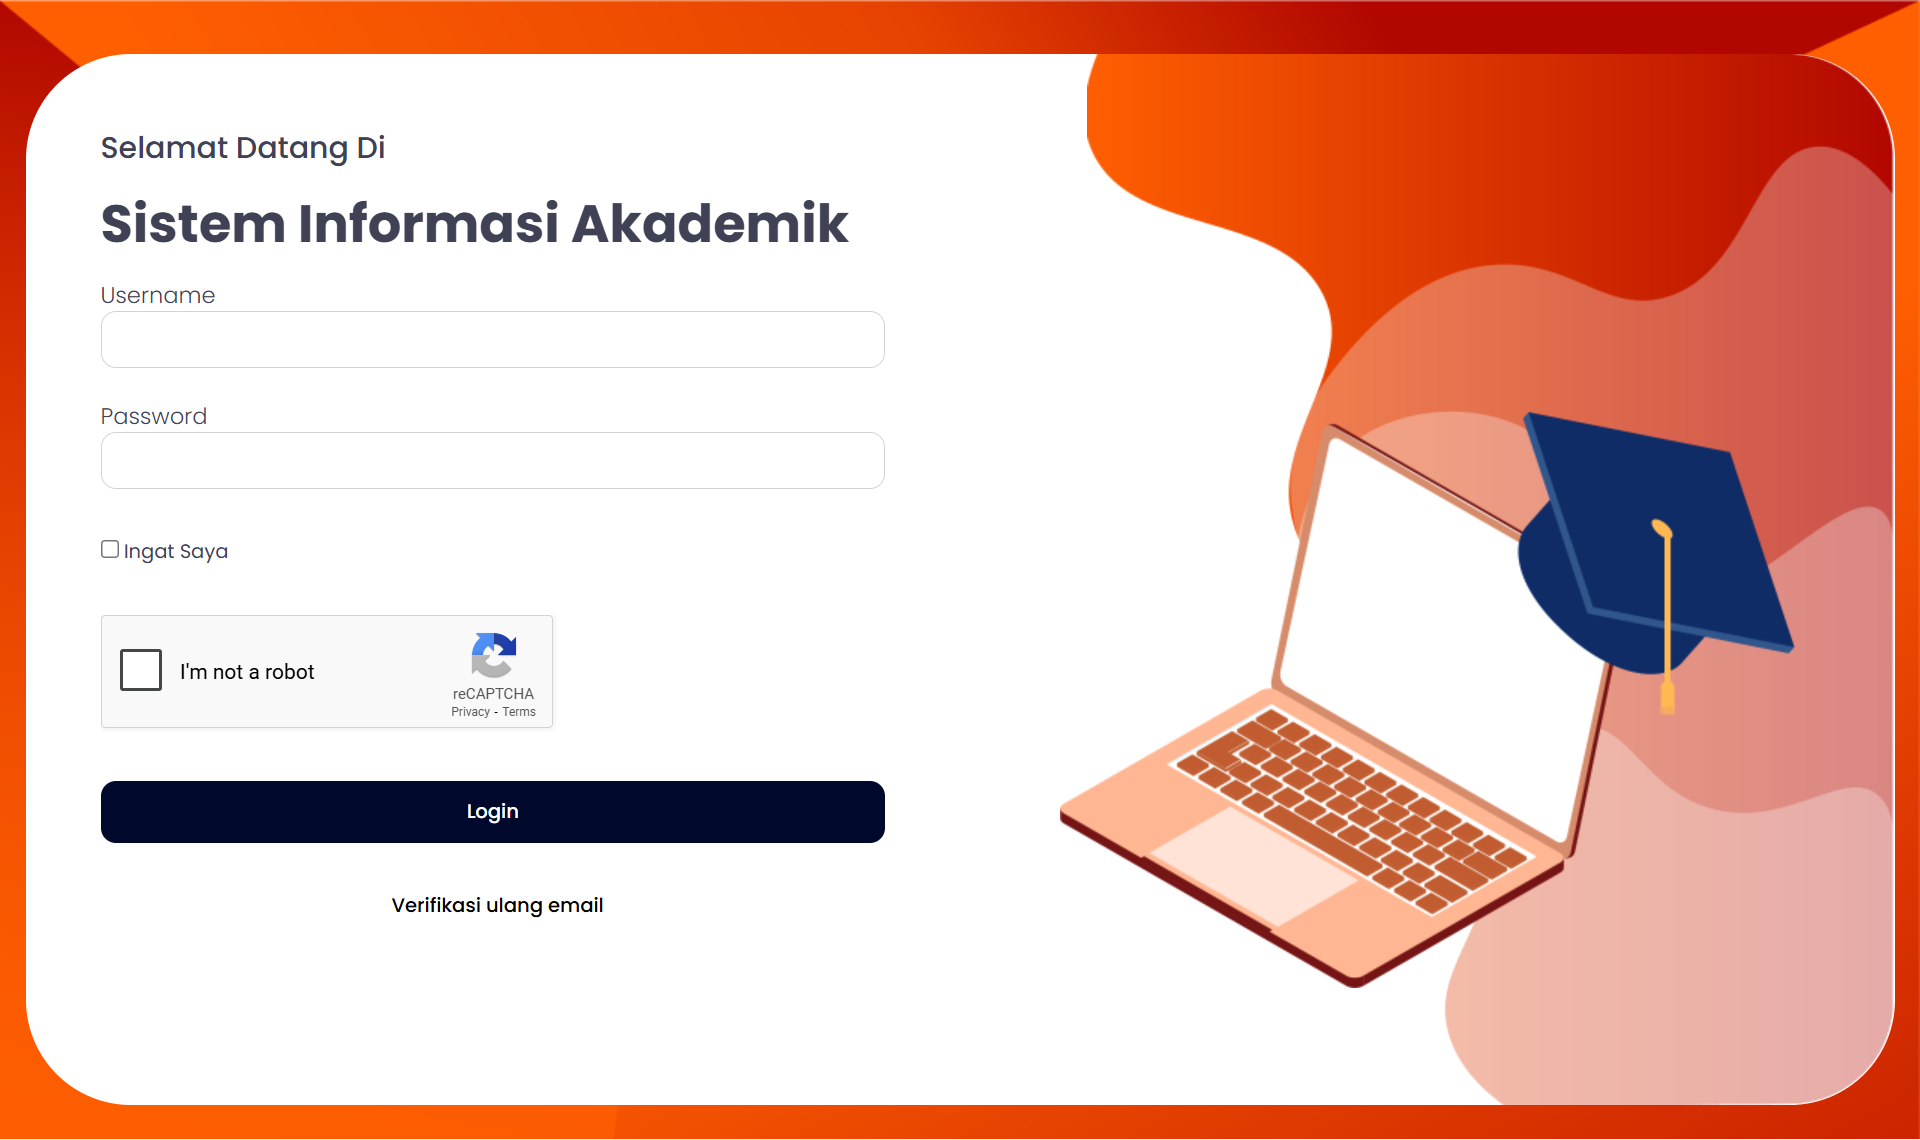 Selamat Datang Di
Sistem Informasi Akademik
Username
Password
Ingat Saya
I'm not a robot
reCAPTCHA
Privacy - Terms
Login
Verifikasi ulang email